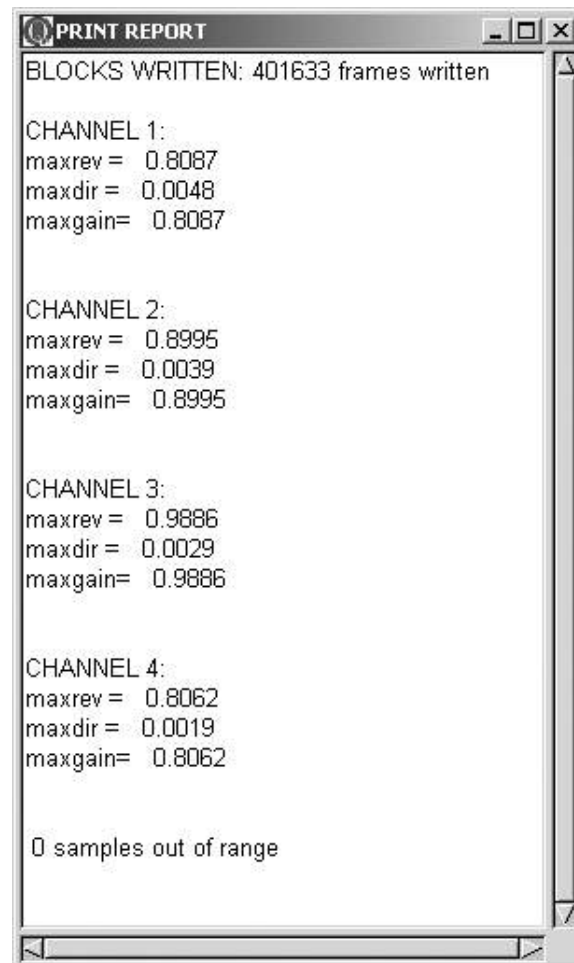 PRINT REPORT
BLOCKS WRITTEN: 401633 frames written
CHANNEL 1:
maxrev = 0.8087
maxdir = 0.0048
maxgain= 0.8087
CHANNEL 2:
maxrev = 0.8995
maxdir = 0.0039
maxgain= 0.8995
CHANNEL 3:
maxrev = 0.9886
maxdir = 0.0029
maxgain= 0.9886
CHANNEL 4:
maxrev = 0.8062
maxdir = 0.0019
maxgain= 0.8062
0 samples out of range